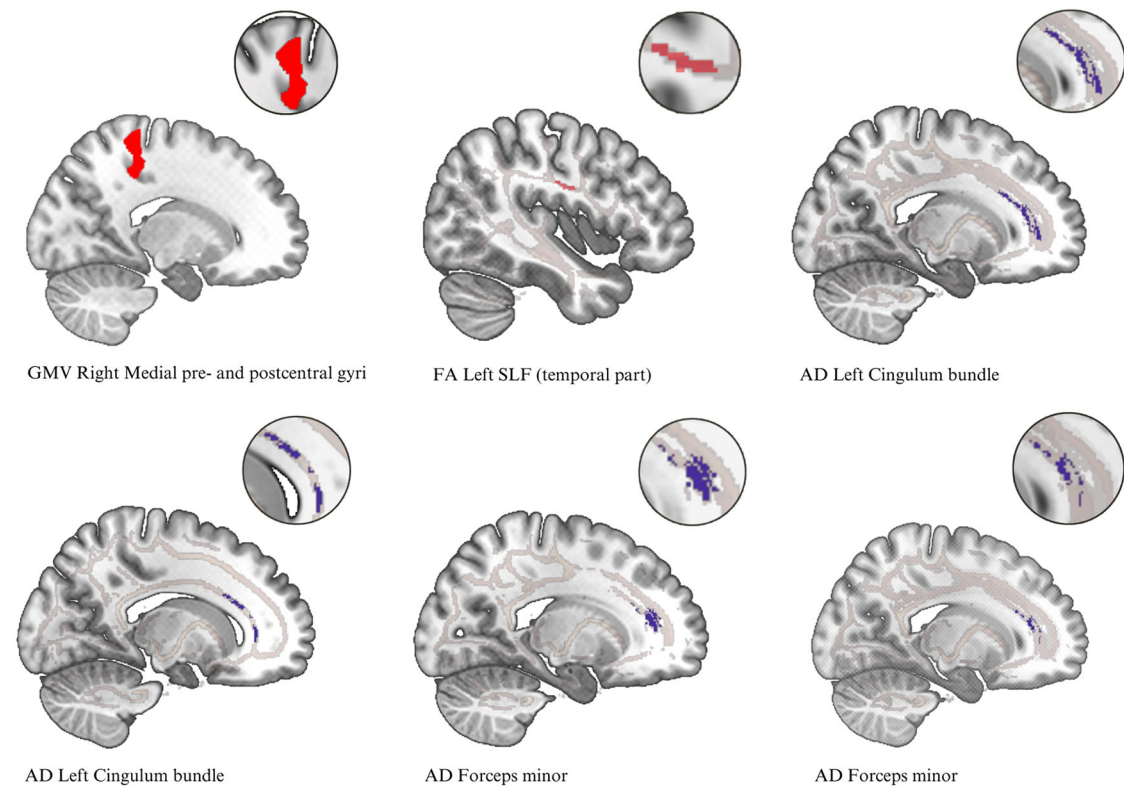 GMV Right Medial pre- and postcentral gyri
FA Left SLF (temporal part)
AD Left Cingulum bundle
AD Left Cingulum bundle
AD Forceps minor
AD Forceps minor